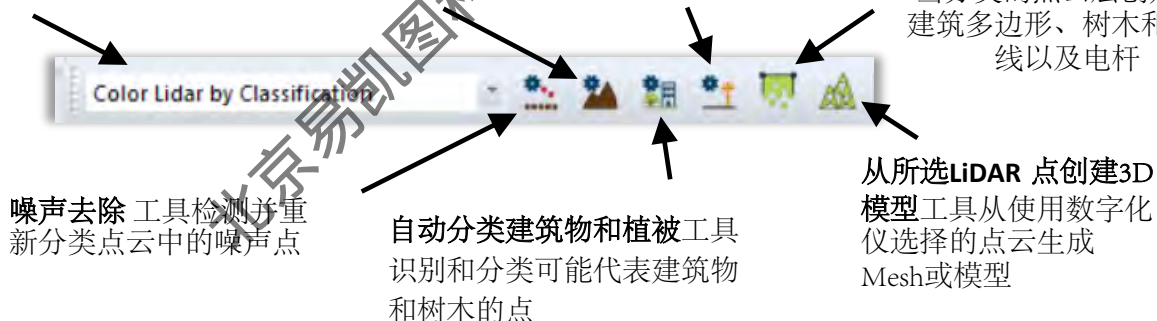 建筑多边形、树木和
线以及电杆
Color Lidar by Classification
噪声去除 工具检测并重
新分类点云中的噪声点
自动分类建筑物和植被工具
识别和分类可能代表建筑物
和树木的点
从所选LiDAR 点创建3D
模型工具从使用数字化
仪选择的点云生成
Mesh或模型
北京易凯图